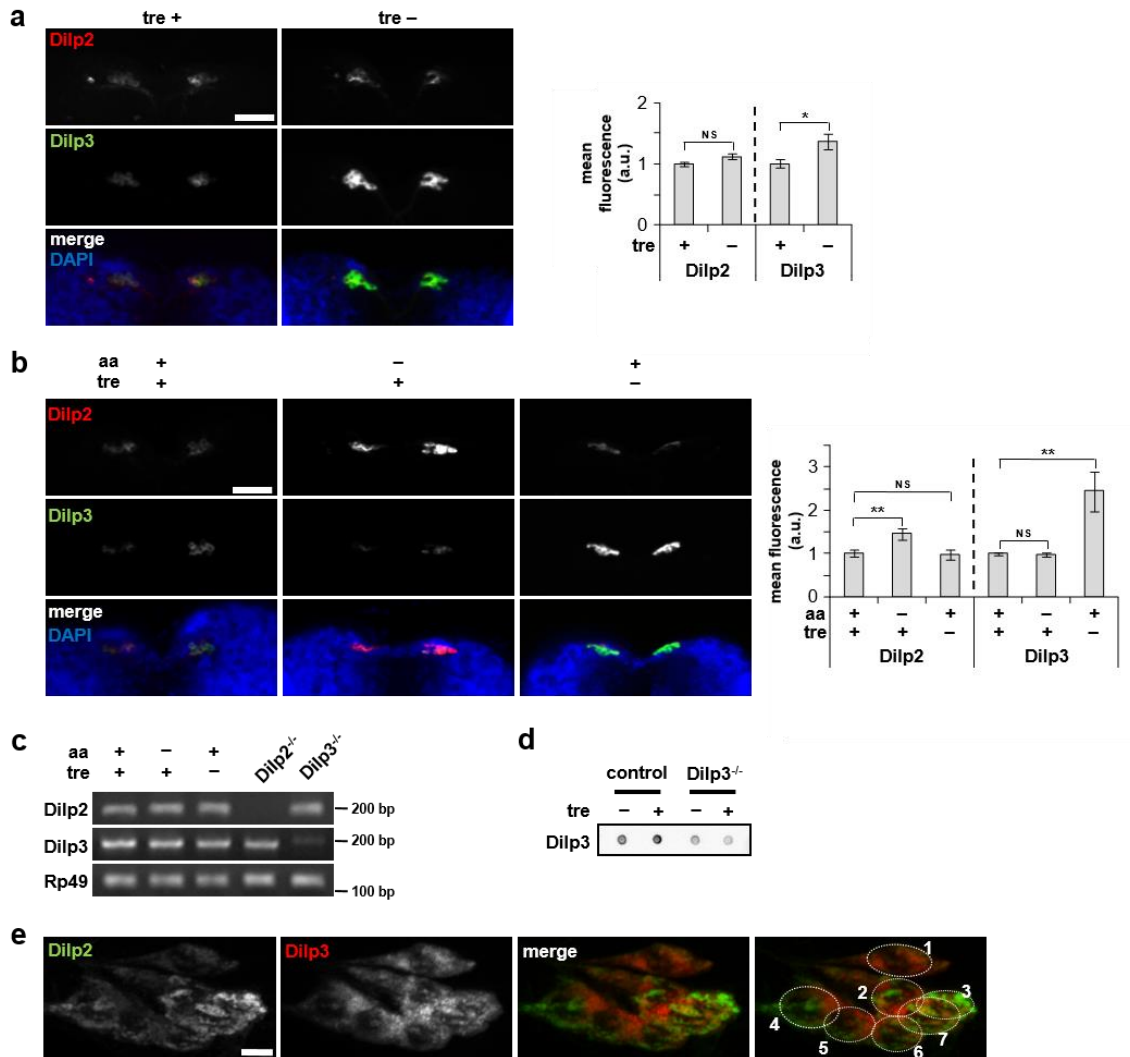 a
tre + tre –
Dilp2
Dilp3
merge
DAPI
mean
fluorescence
(a.u.)
2
1
0
NS
*
tre + – + –
Dilp2 Dilp3
b
aa + – +
tre + + –
Dilp2
Dilp3
merge
DAPI
mean fluorescence
(a.u.)
3
2
1
0
NS
**
**
NS
aa + – + + – +
tre + + – + + –
Dilp2 Dilp3
c
aa + – + Dilp2-/- Dilp3-/-
tre + + –
Dilp2 200 bp
Dilp3 200 bp
Rp49 100 bp
d
control Dilp3-/-
tre – + – +
Dilp3
e
Dilp2 Dilp3 merge
1
2
3
4
5
6
7